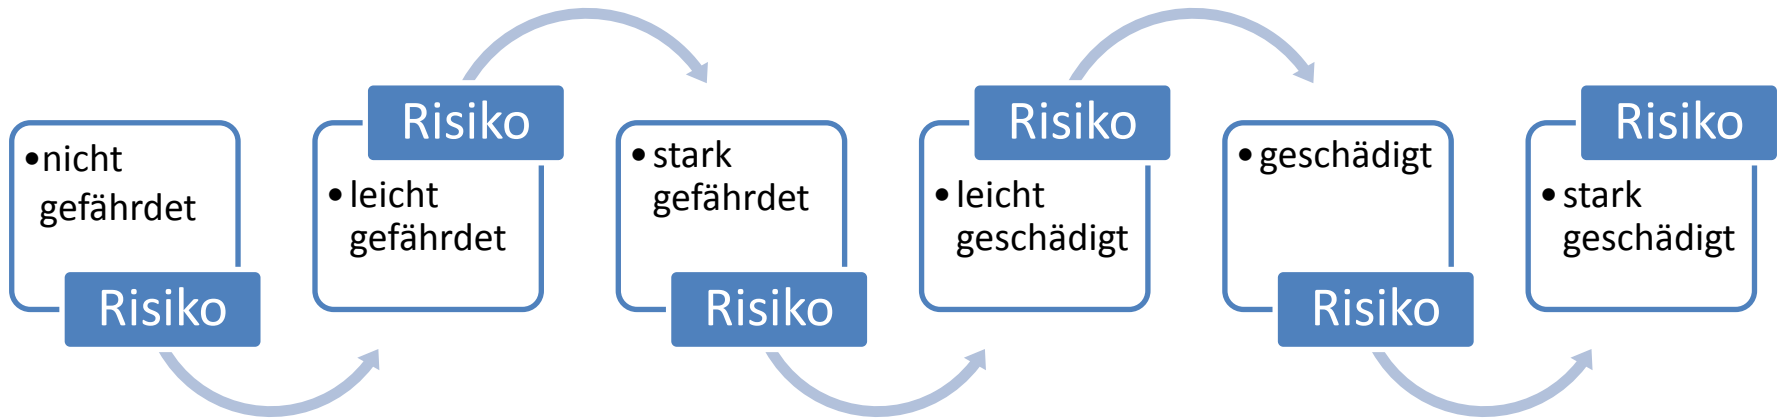 •nicht
gefährdet
Risiko
Risiko
•leicht
gefährdet
•stark
gefährdet
Risiko
Risiko
•leicht
geschädigt
•geschädigt
Risiko
Risiko
•stark
geschädigt